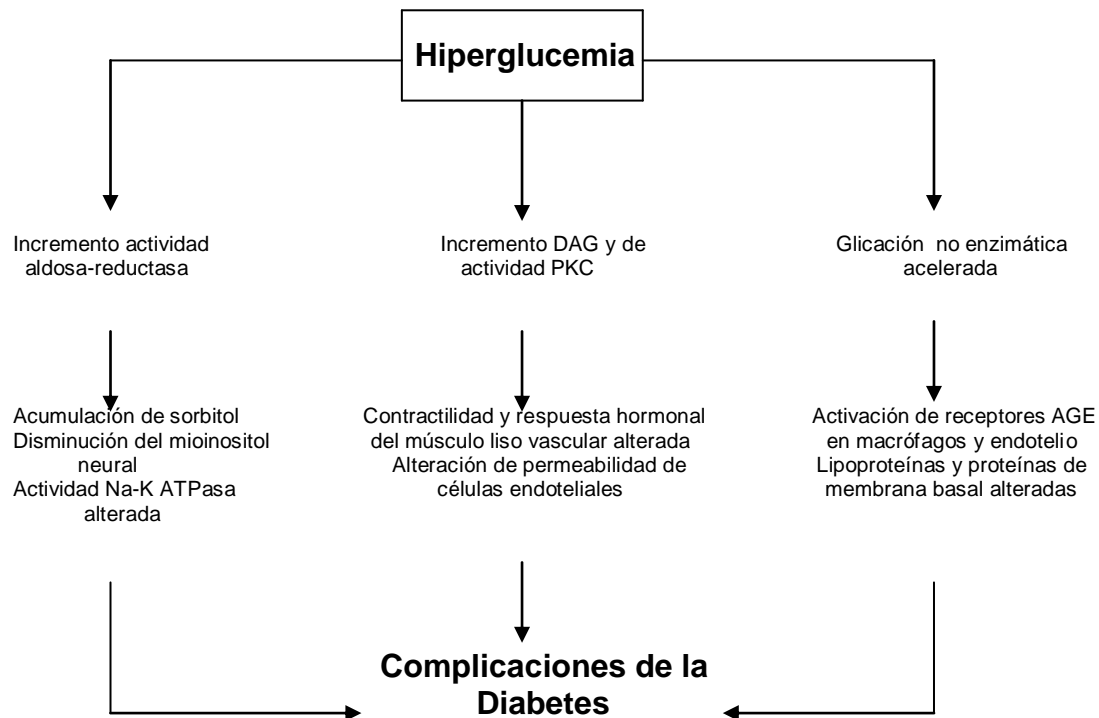 Hiperglucemia
Incremento actividad
aldosa-reductasa
Incremento DAG y de
actividad PKC
Glicación no enzimática
acelerada
Acumulación de sorbitol
Disminución del mioinositol
neural
Actividad Na-K ATPasa
alterada
Contractilidad y respuesta hormonal
del músculo liso vascular alterada
Alteración de permeabilidad de
células endoteliales
Activación de receptores AGE
en macrófagos y endotelio
Lipoproteínas y proteínas de
membrana basal alteradas
Complicaciones de la
Diabetes